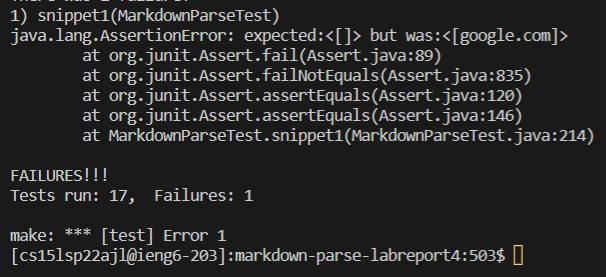 1) snippet1(MarkdownParseTest)
java.lang.AssertionError: expected:<[]> but was:<[google.com]>
        at org.junit.Assert.fail(Assert.java:89)
        at org.junit.Assert.failNotEquals(Assert.java:835)
        at org.junit.Assert.assertEquals(Assert.java:120)
        at org.junit.Assert.assertEquals(Assert.java:146)
        at MarkdownParseTest.snippet1(MarkdownParseTest.java:214)

FAILURES!!!
Tests run: 17,  Failures: 1

make: *** [test] Error 1
[cs15lsp22ajl@ieng6-203]:markdown-parse-labreport4:503$